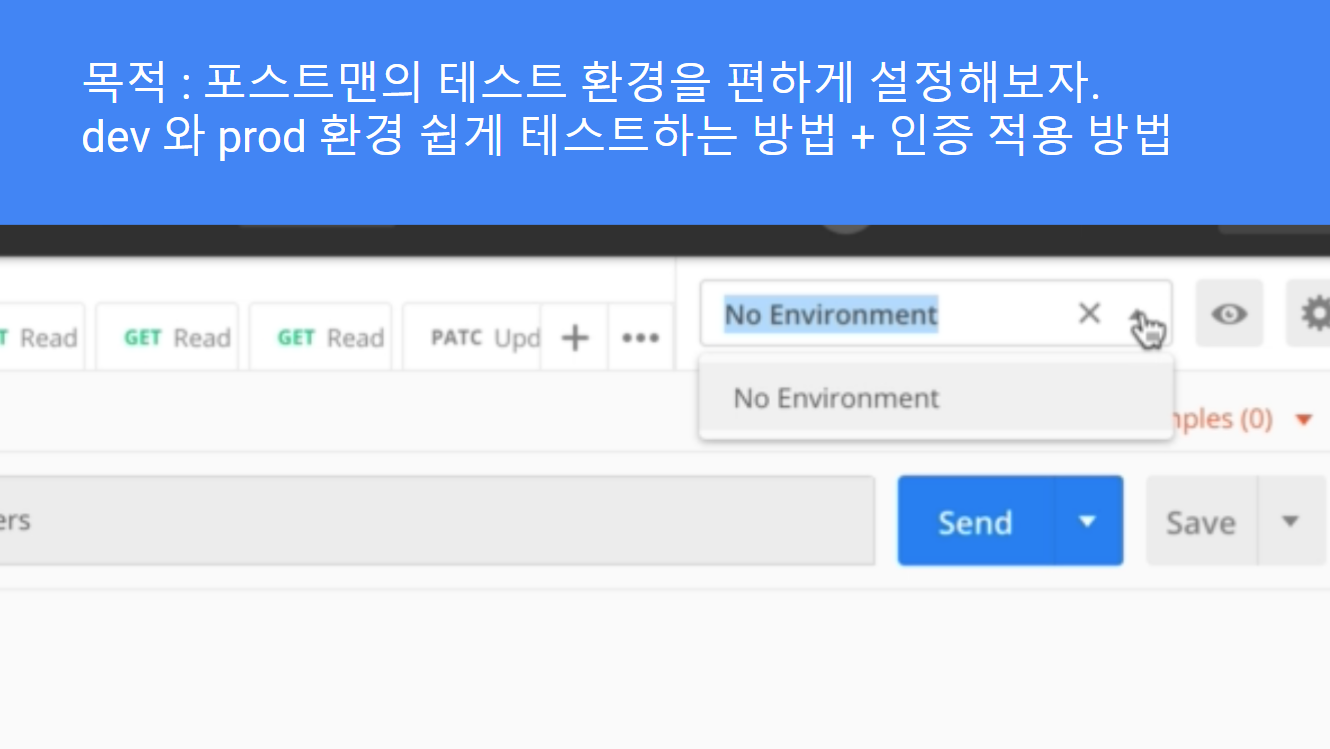 목적 : 포스트맨의 테스트 환경을 편하게 설정해보자.
dev 와 prod 환경 쉽게 테스트하는 방법 + 인증 적용 방법
No Environment
T Read
GET Read
GET Read
PATC Upd
No Environment
mples (0)
ers
Send
Save